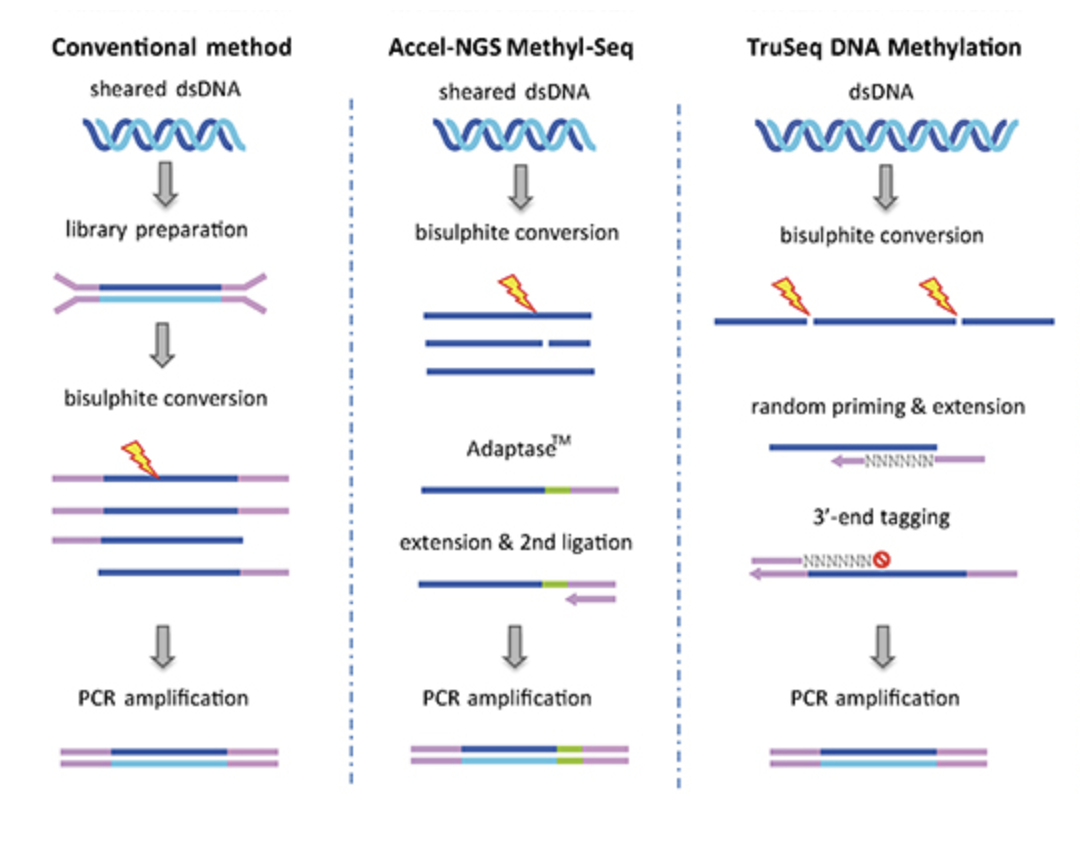 Conventional method
sheared dsDNA
library preparation
bisulphite conversion
PCR amplification
Accel-NGS Methyl-Seq
sheared dsDNA
bisulphite conversion
Adaptase™
extension & 2nd ligation
PCR amplification
TruSeq DNA Methylation
dsDNA
bisulphite conversion
random priming & extension
NNNNNN
3’-end tagging
NNNNNN
PCR amplification